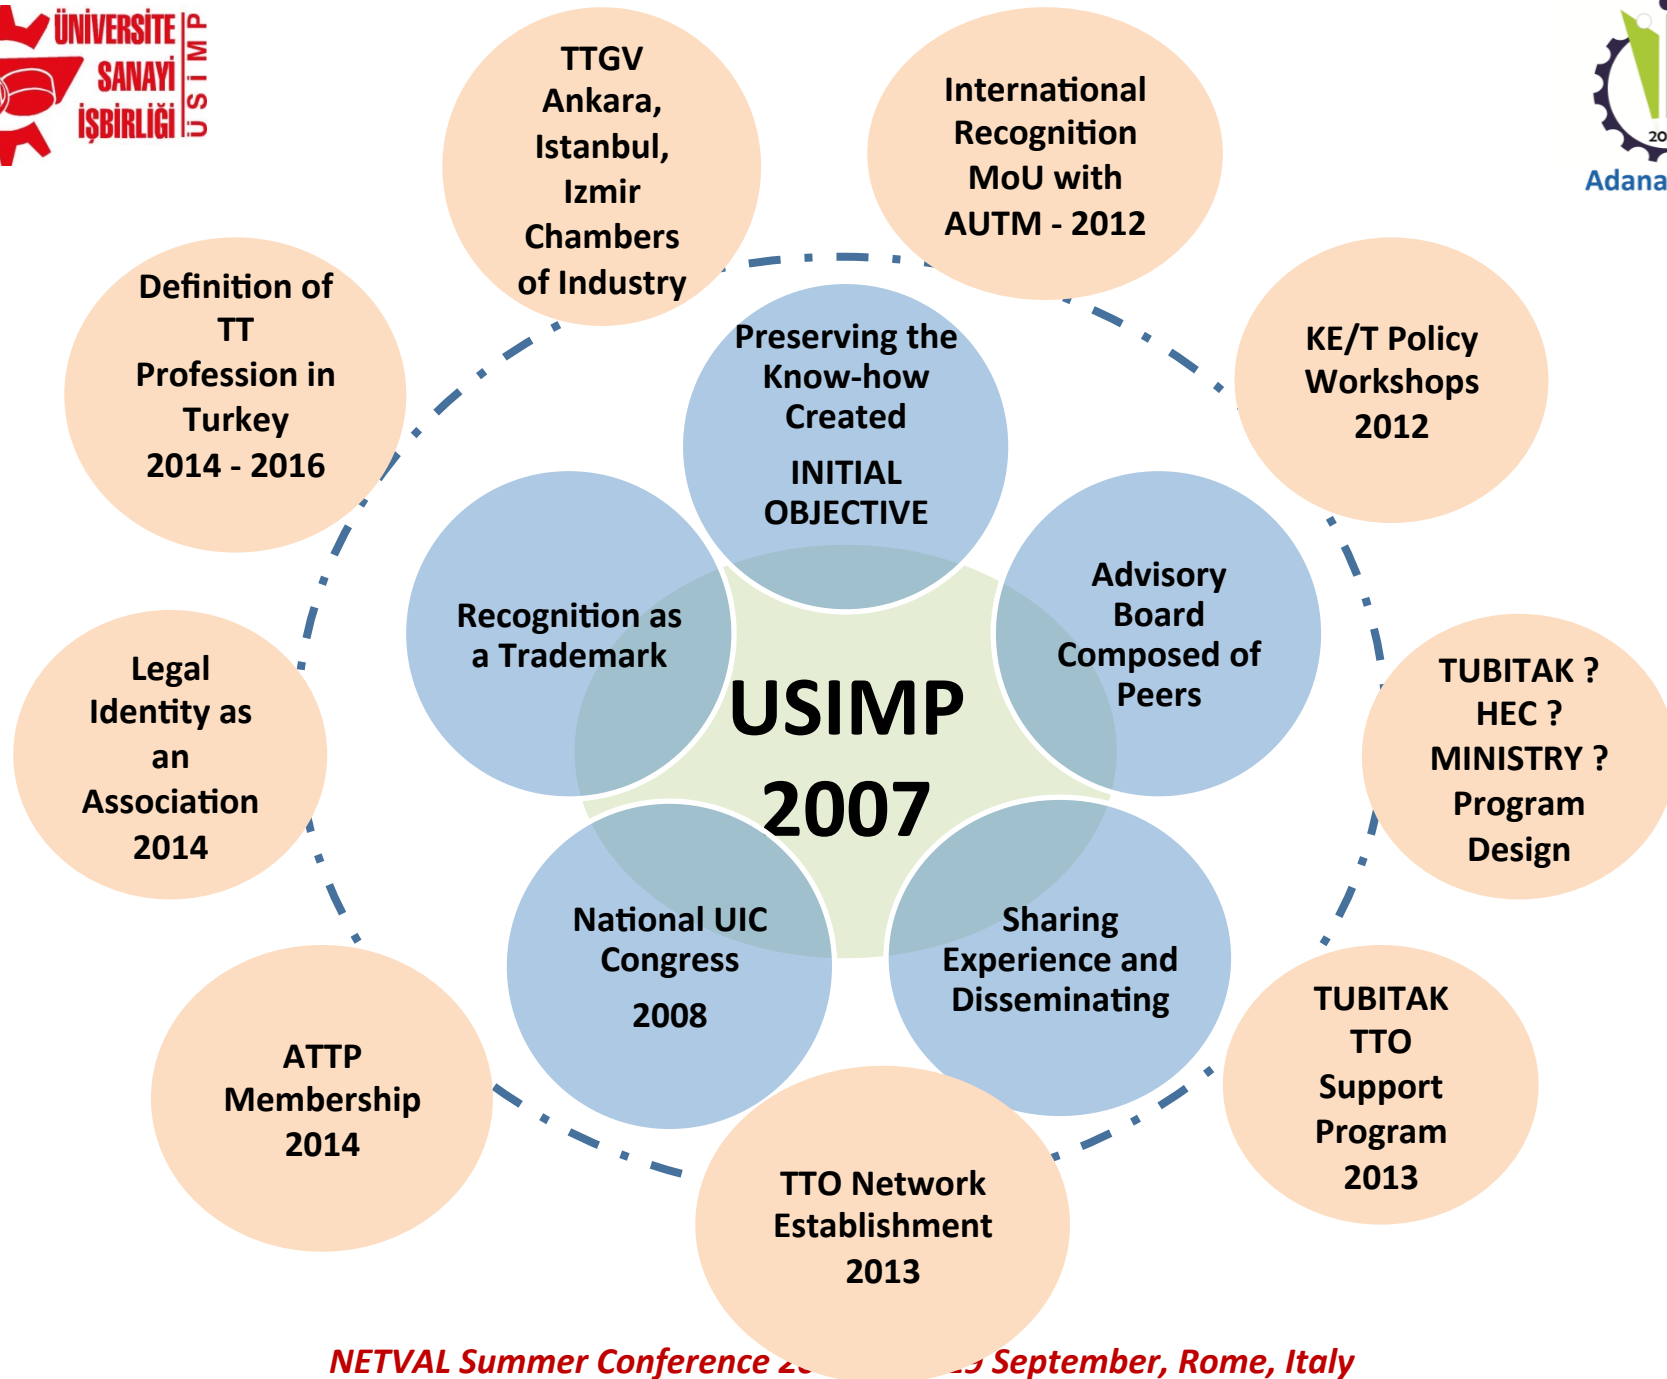 ÜNİVERSİTE
SANAYİ
İŞBİRLİĞİ
ÜSİMP
Adana
TTGV
Ankara,
Istanbul,
Izmir
Chambers
of Industry
International
Recognition
MoU with
AUTM - 2012
Definition of
TT
Profession in
Turkey
2014 - 2016
KE/T Policy
Workshops
2012
Preserving the
Know-how
Created
INITIAL
OBJECTIVE
Recognition as
a Trademark
Advisory
Board
Composed of
Peers
USIMP
2007
Legal
Identity as
an
Association
2014
TUBITAK ?
HEC ?
MINISTRY ?
Program
Design
National UIC
Congress
2008
Sharing
Experience and
Disseminating
ATTP
Membership
2014
TUBITAK
TTO
Support
Program
2013
TTO Network
Establishment
2013
NETVAL Summer Conference September, Rome, Italy